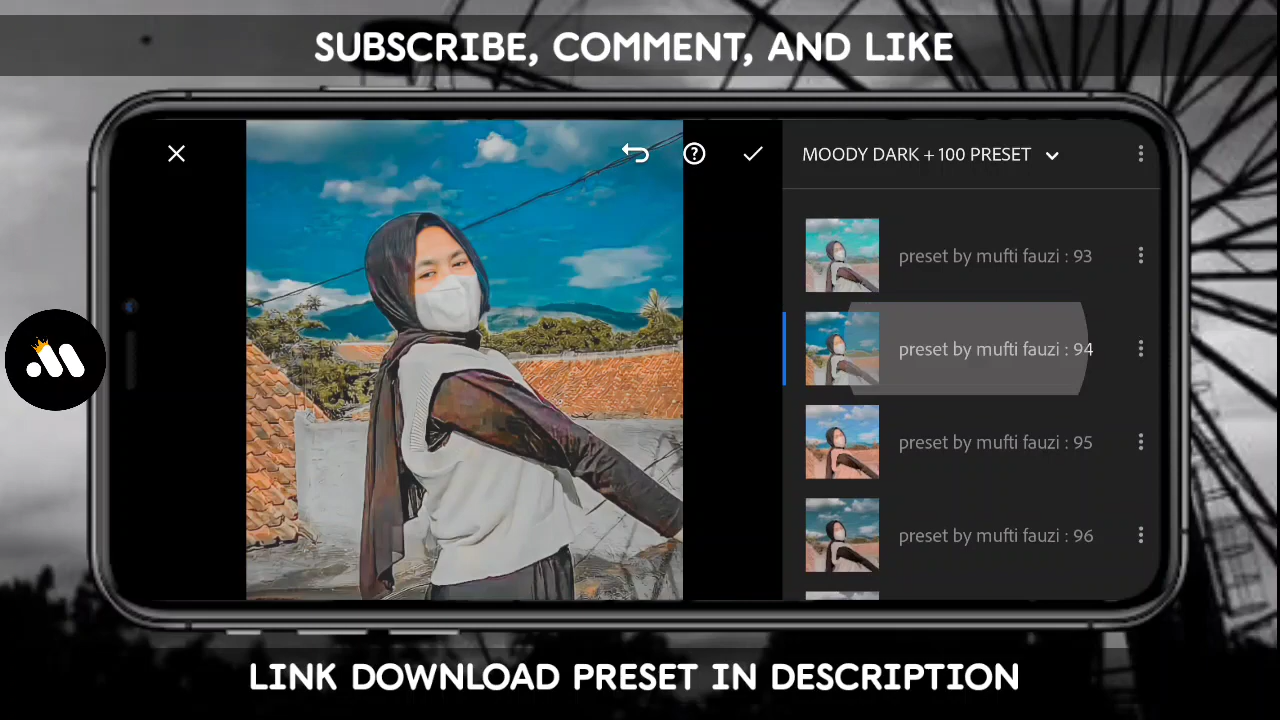 SUBSCRIBE, COMMENT, AND LIKE
MOODY DARK + 100 PRESET
preset by mufti fauzi : 93
preset by mufti fauzi : 94
preset by mufti fauzi : 95
preset by mufti fauzi : 96
LINK DOWNLOAD PRESET IN DESCRIPTION